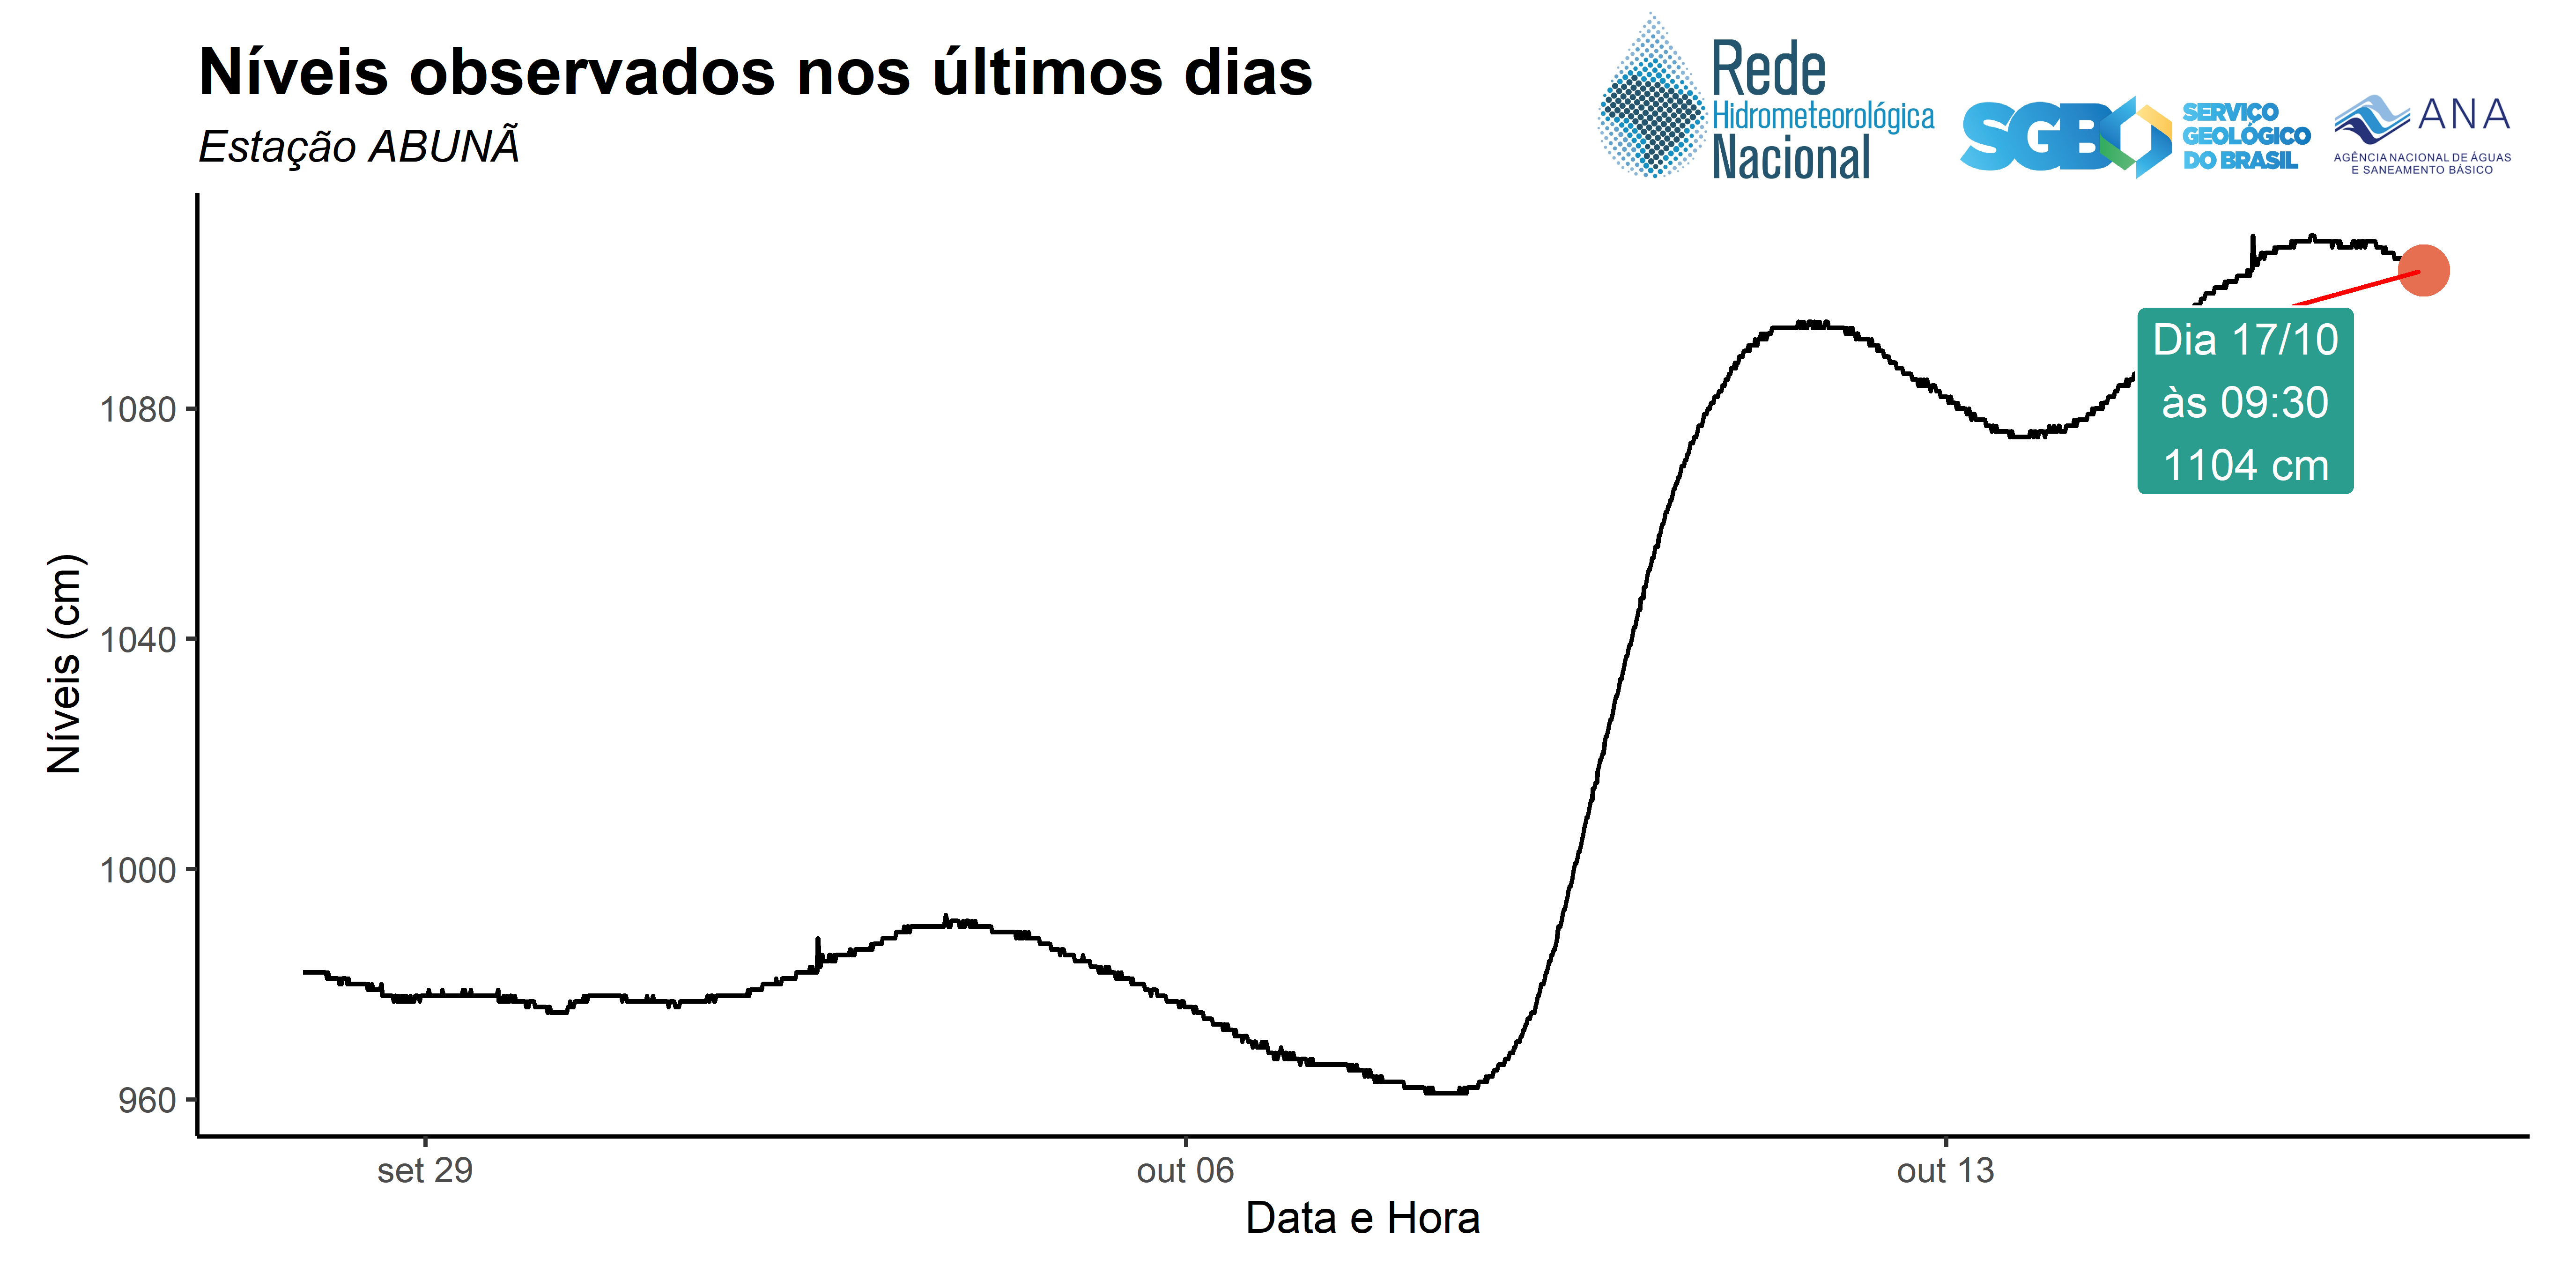 Níveis observados nos últimos dias
Estação ABUNÃ
Rede
Hidrometeorológica
Nacional
SGB
SERVIÇO
GEOLÓGICO
DO BRASIL
ANA
AGÊNCIA NACIONAL DE ÁGUAS
E SANEAMENTO BÁSICO
Dia 17/10
às 09:30
1104 cm
Níveis (cm)
1080
1040
1000
960
set 29
out 06
out 13
Data e Hora